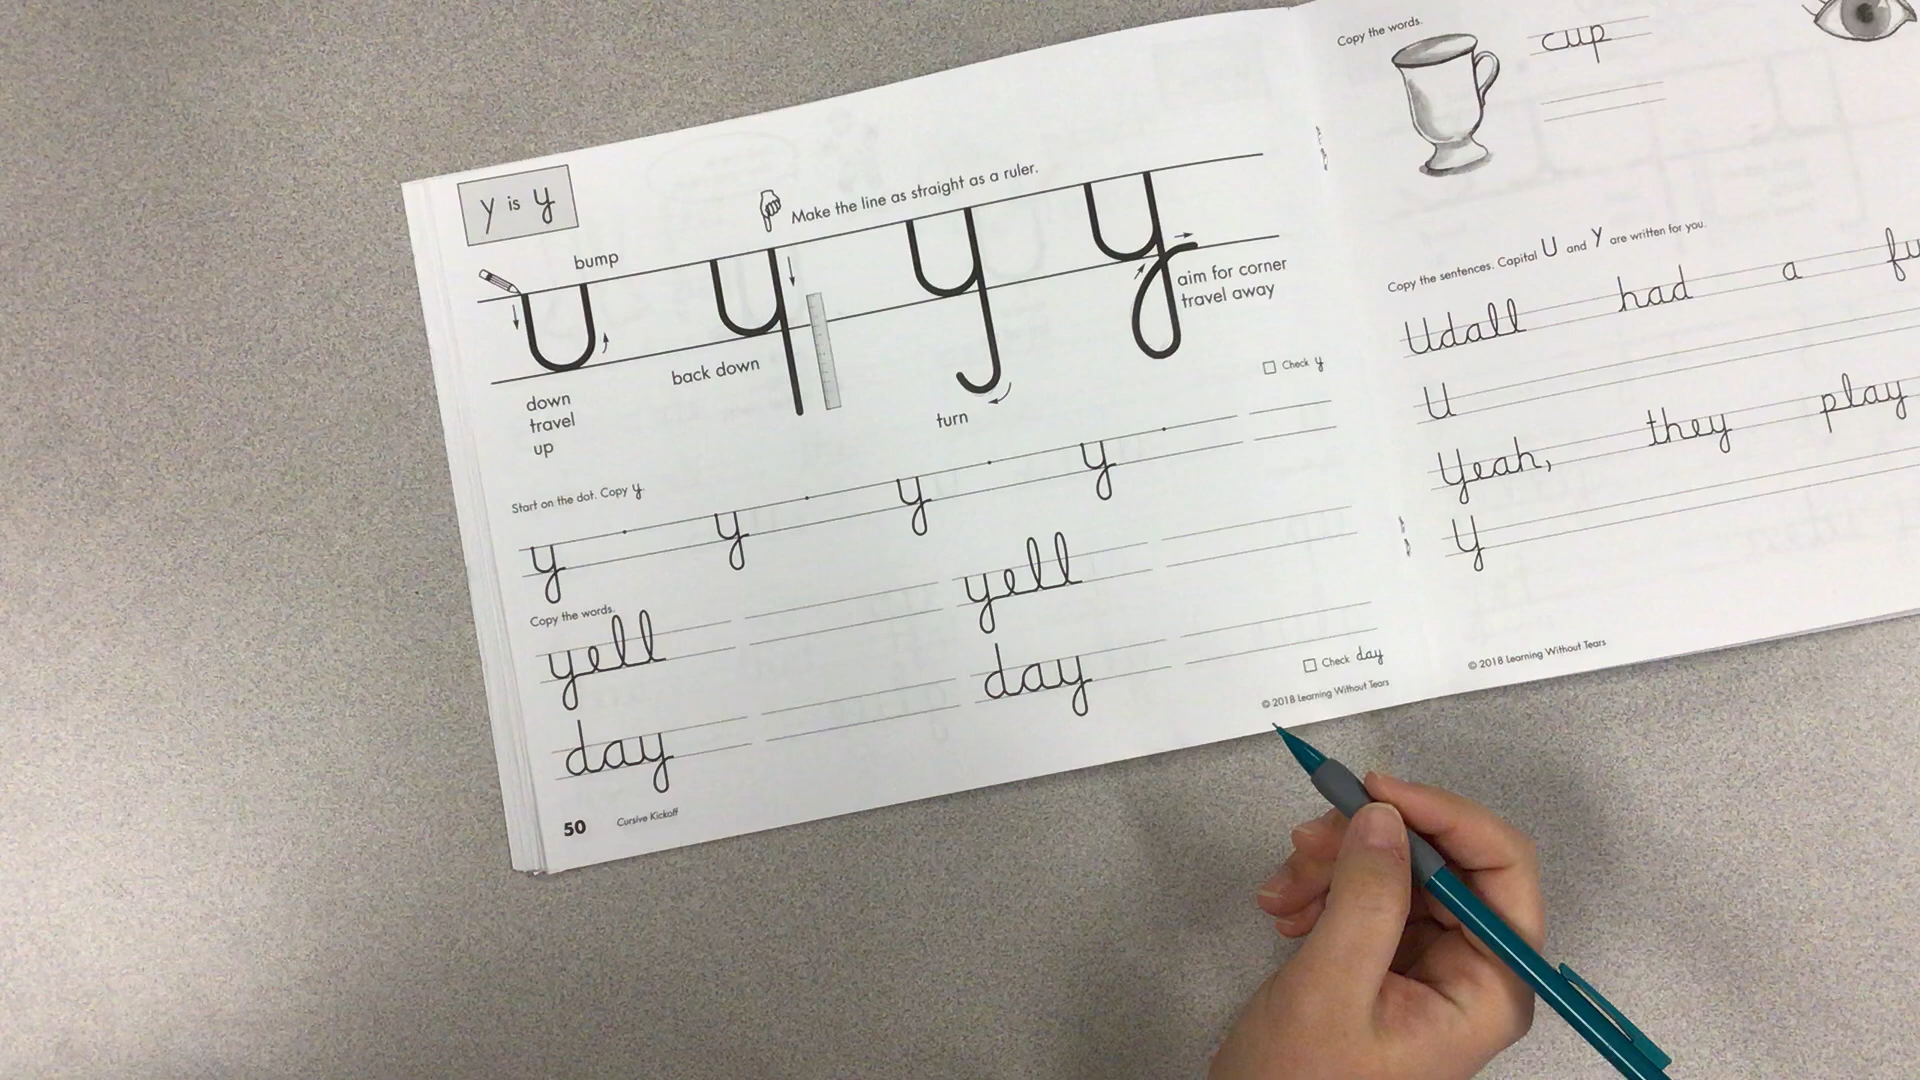 y is y
Make the line as straight as a ruler.
bump
down
travel
up
back down
turn
aim for corner
travel away
Check y
Start on the dot. Copy y.
y y y y
Copy the words.
yell yell
day day
Check day
© 2018 Learning Without Tears
50 Cursive Kickoff
Copy the words.
cup
Copy the sentences. Capital U and Y are written for you.
Udall had a fu
U
Yeah, they play
Y
© 2018 Learning Without Tears